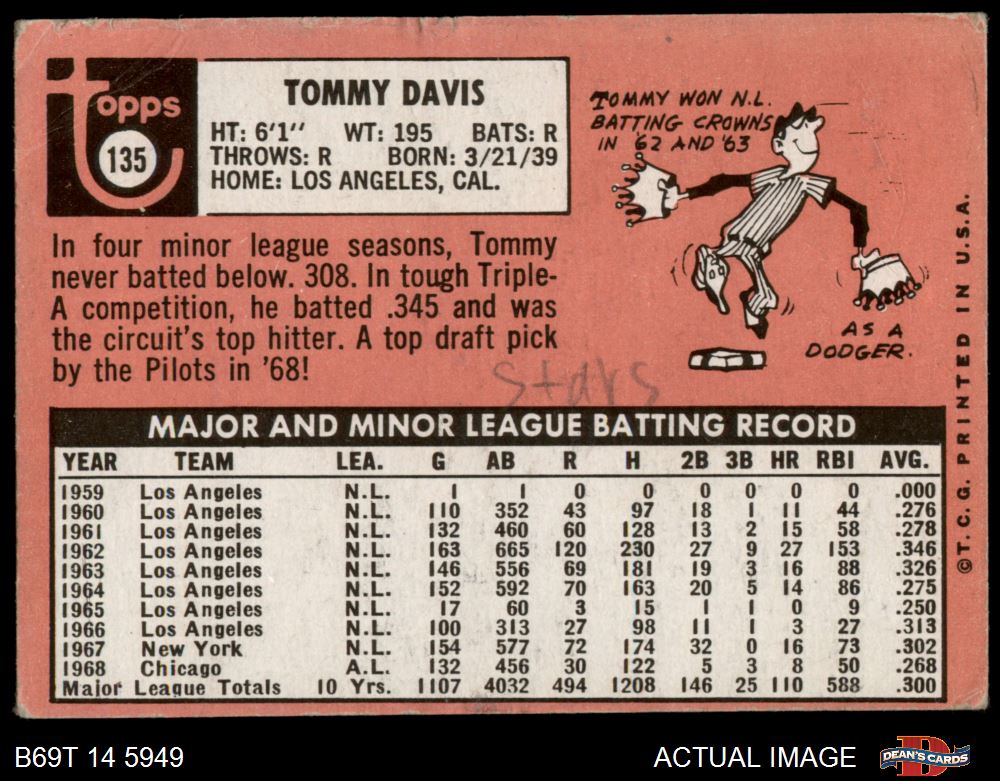 Topps
135
TOMMY DAVIS
HT: 6'1" WT: 195 BATS: R
THROWS: R BORN: 3/21/39
HOME: LOS ANGELES, CAL.
TOMMY WON N.L.
BATTING CROWNS
IN '62 AND '63
AS A
DODGER.
In four minor league seasons, Tommy
never batted below. 308. In tough Triple-
A competition, he batted .345 and was
the circuit's top hitter. A top draft pick
by the Pilots in '68!
stars
MAJOR AND MINOR LEAGUE BATTING RECORD
YEAR TEAM LEA. G AB R H 2B 3B HR RBI AVG.
1959 Los Angeles N.L. 1 1 0 0 0 0 0 0 .000
1960 Los Angeles N.L. 110 352 43 97 18 1 11 44 .276
1961 Los Angeles N.L. 132 460 60 128 13 2 15 58 .278
1962 Los Angeles N.L. 163 665 120 230 27 9 27 153 .346
1963 Los Angeles N.L. 146 556 69 181 19 3 16 88 .326
1964 Los Angeles N.L. 152 592 70 163 20 5 14 86 .275
1965 Los Angeles N.L. 17 60 3 15 1 1 0 9 .250
1966 Los Angeles N.L. 100 313 27 98 11 1 3 27 .313
1967 New York N.L. 154 577 72 174 32 0 16 73 .302
1968 Chicago A.L. 132 456 30 122 5 3 8 50 .268
Major League Totals 10 Yrs. 1107 4032 494 1208 146 25 110 588 .300
©T.C.G. PRINTED IN U.S.A.
B69T 14 5949
ACTUAL IMAGE
DEAN'S CARDS